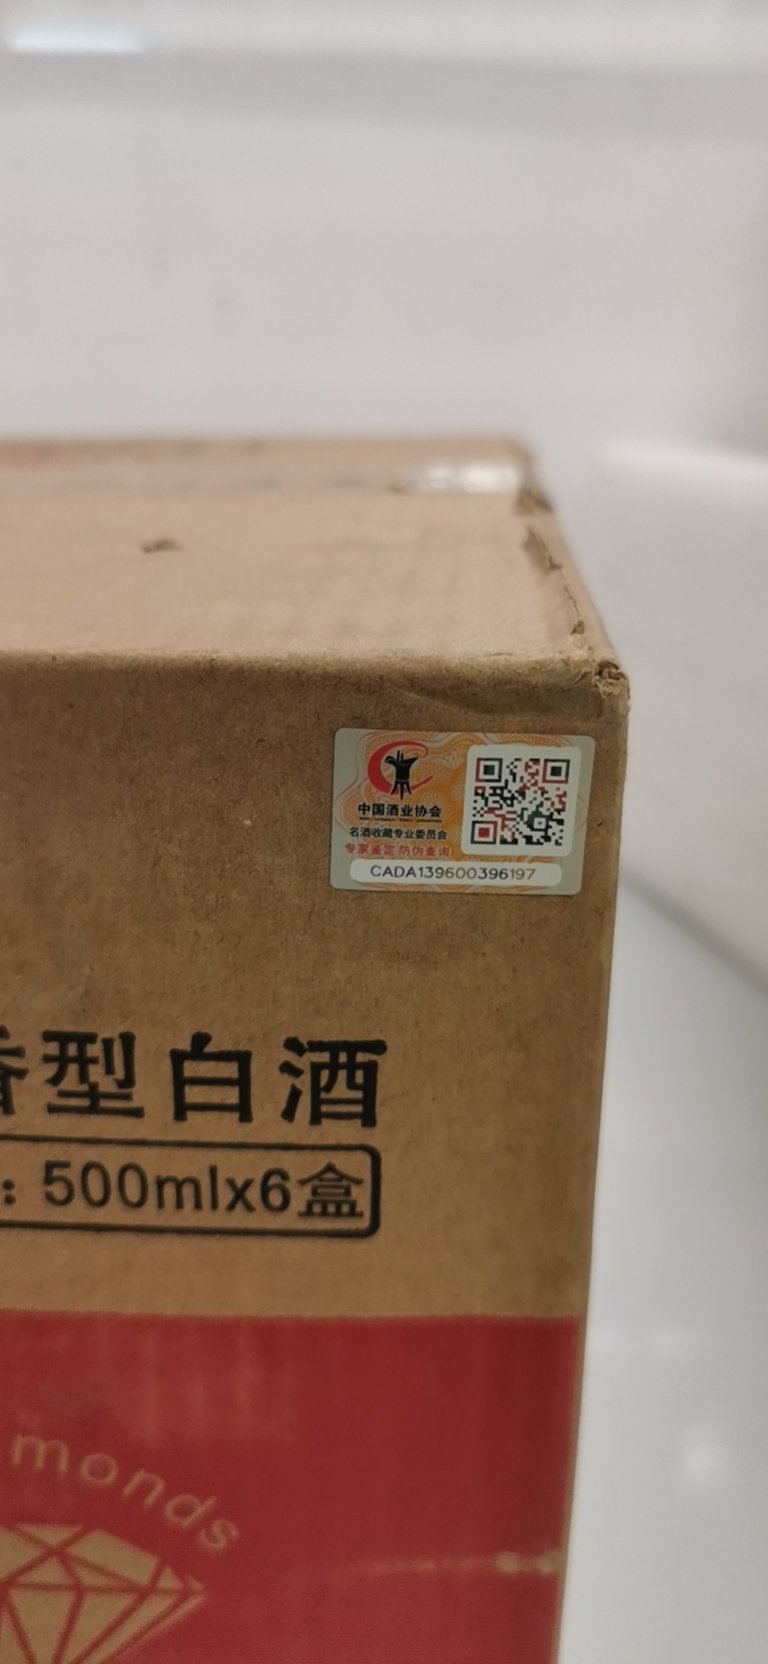 中国酒业协会
名酒收藏专业委员会
专家鉴定 防伪查询
CADA139600396197
香型白酒
: 500mlx6盒
monds